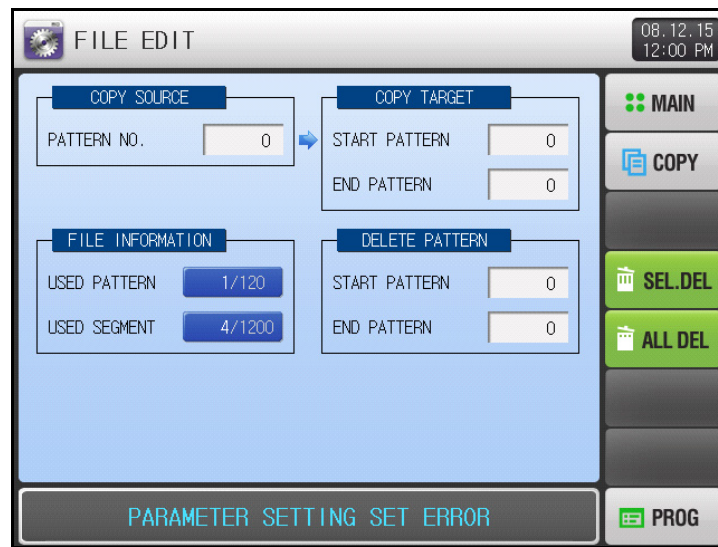 FILE EDIT
08.12.15
12:00 PM
COPY SOURCE
PATTERN NO. 0
COPY TARGET
START PATTERN 0
END PATTERN 0
FILE INFORMATION
USED PATTERN 1/120
USED SEGMENT 4/1200
DELETE PATTERN
START PATTERN 0
END PATTERN 0
MAIN
COPY
SEL.DEL
ALL DEL
PARAMETER SETTING SET ERROR
PROG